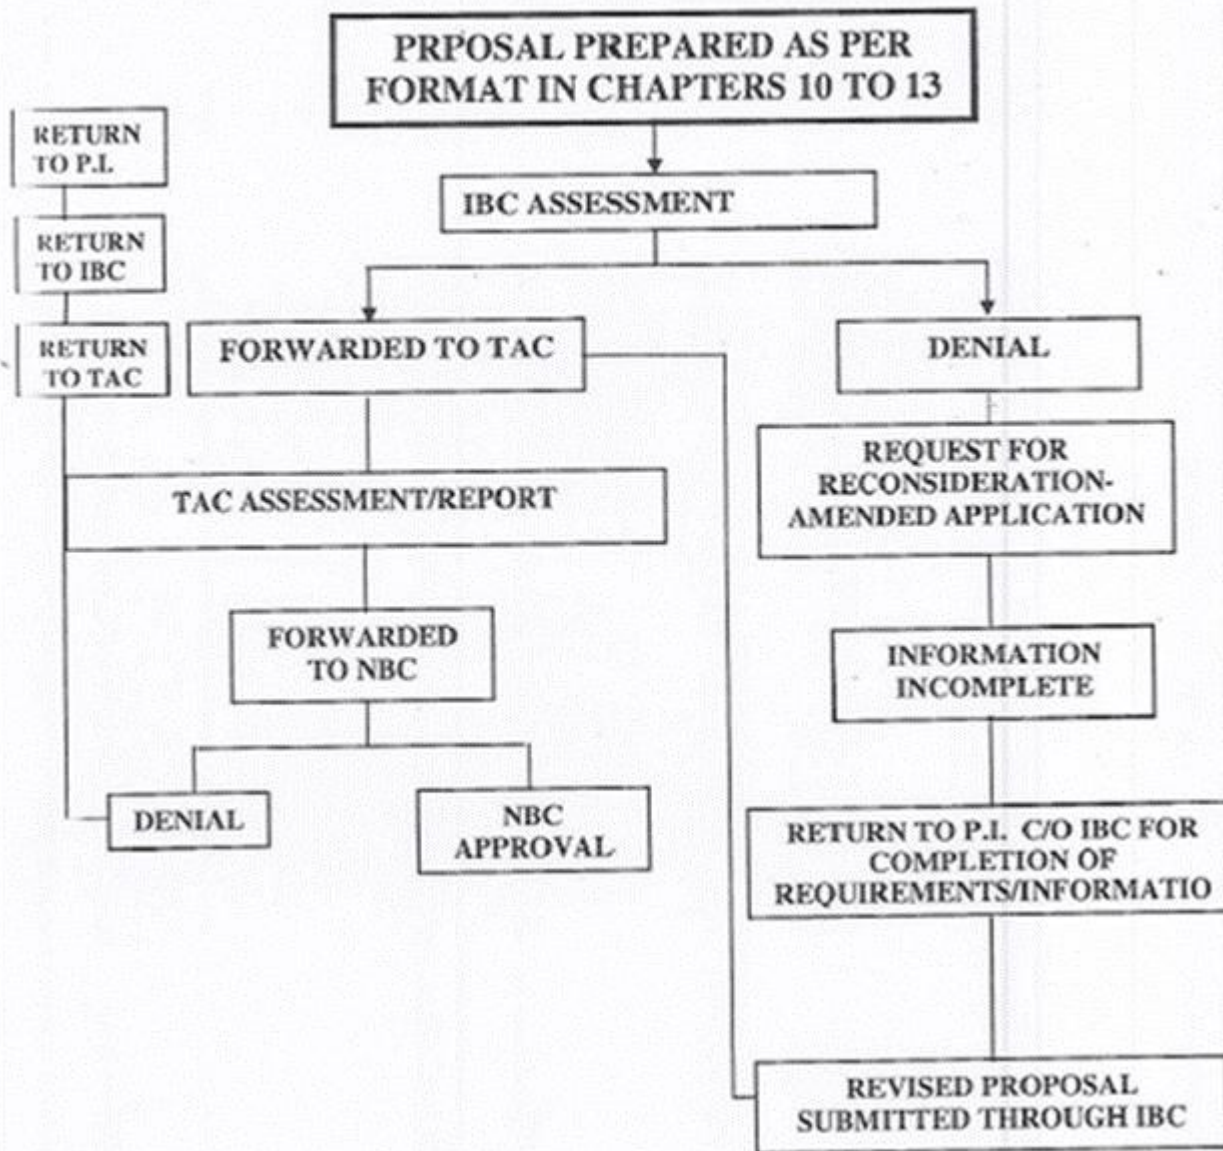 PRPOSAL PREPARED AS PER
FORMAT IN CHAPTERS 10 TO 13
RETURN
TO P.I.
IBC ASSESSMENT
RETURN
TO IBC
RETURN
TO TAC
FORWARDED TO TAC
DENIAL
REQUEST FOR
RECONSIDERATION-
AMENDED APPLICATION
TAC ASSESSMENT/REPORT
FORWARDED
TO NBC
INFORMATION
INCOMPLETE
DENIAL
NBC
APPROVAL
RETURN TO P.I. C/O IBC FOR
COMPLETION OF
REQUIREMENTS/INFORMATIO
REVISED PROPOSAL
SUBMITTED THROUGH IBC